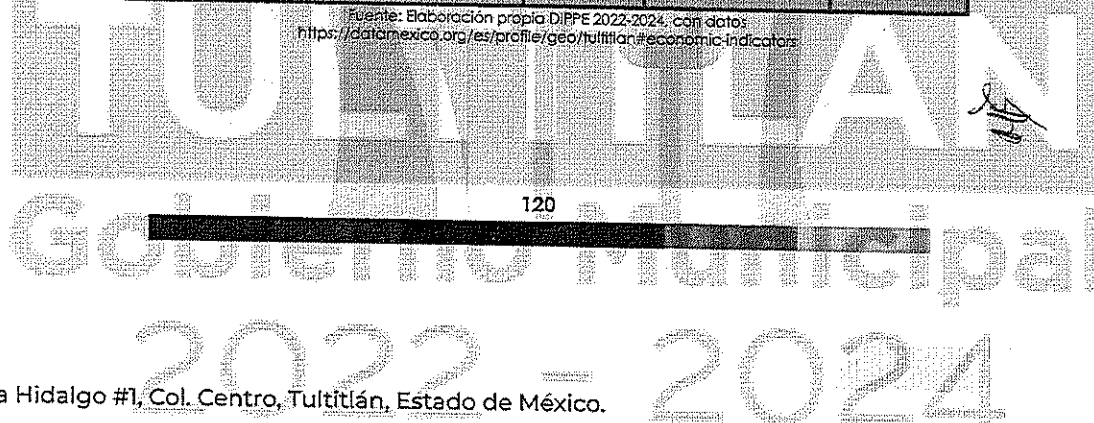 Fuente: Elaboración propia DIPPE 2022-2024, con datos
https://datamexico.org/es/profile/geo/tultitlan#economic-indicators
TULTITLAN
120
Gobierno Municipal
2022 - 2024
a Hidalgo #1, Col. Centro, Tultitlán, Estado de México.